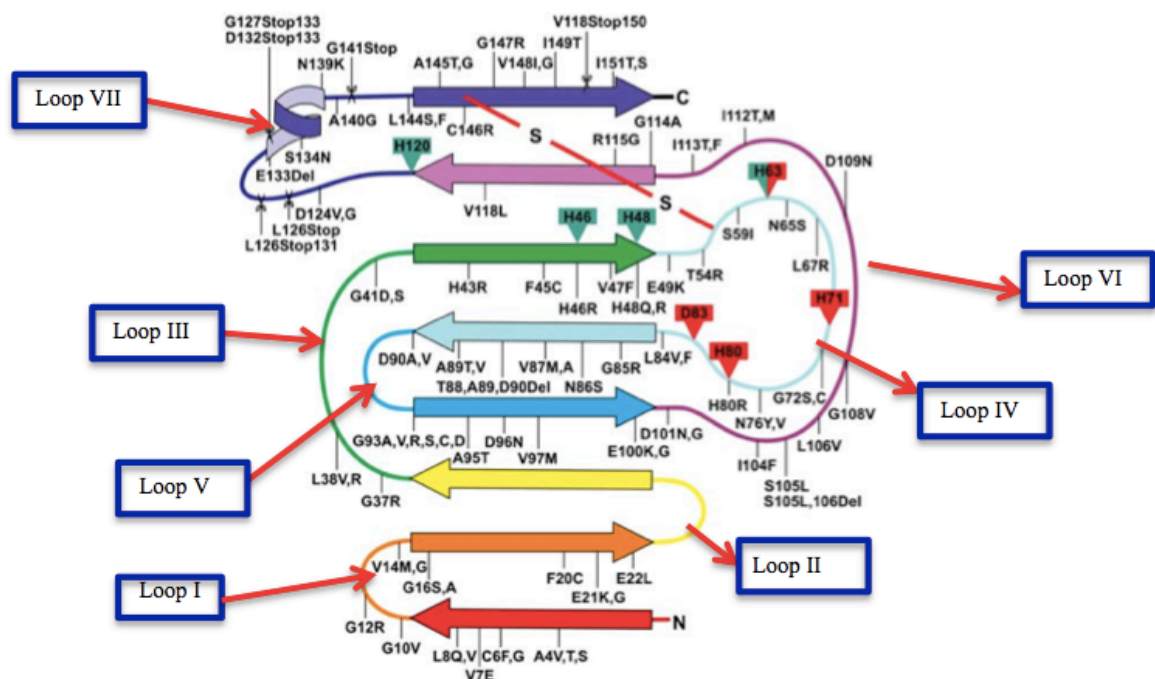 G127Stop133
D132Stop133
G141Stop
N139K
V118Stop150
G147R
I149T
A145T,G
V148I,G
I151T,S
Loop VII
C
A140G
L144S,F
C146R
G114A
S
R115G
I113T,F
I112T,M
S134N
E133Del
H120
H63
D109N
D124V,G
V118L
S
L126Stop
L126Stop131
H46
H48
S59I
N65S
L67R
Loop VI
G41D,S
H43R
F45C
H46R
V47F
H48Q,R
E49K
T54R
Loop III
D83
H71
D90A,V
A89T,V
V87M,A
G85R
L84V,F
H80
T88,A89,D90Del
N86S
H80R
G72S,C
N76Y,V
G108V
Loop IV
G93A,V,R,S,C,D
D96N
E100K,G
D101N,G
L106V
A95T
V97M
I104F
Loop V
L38V,R
G37R
S105L
S105L,106Del
Loop II
V14M,G
G16S,A
F20C
E22L
E21K,G
Loop I
G12R
G10V
N
L8Q,V
C6F,G
A4V,T,S
V7E